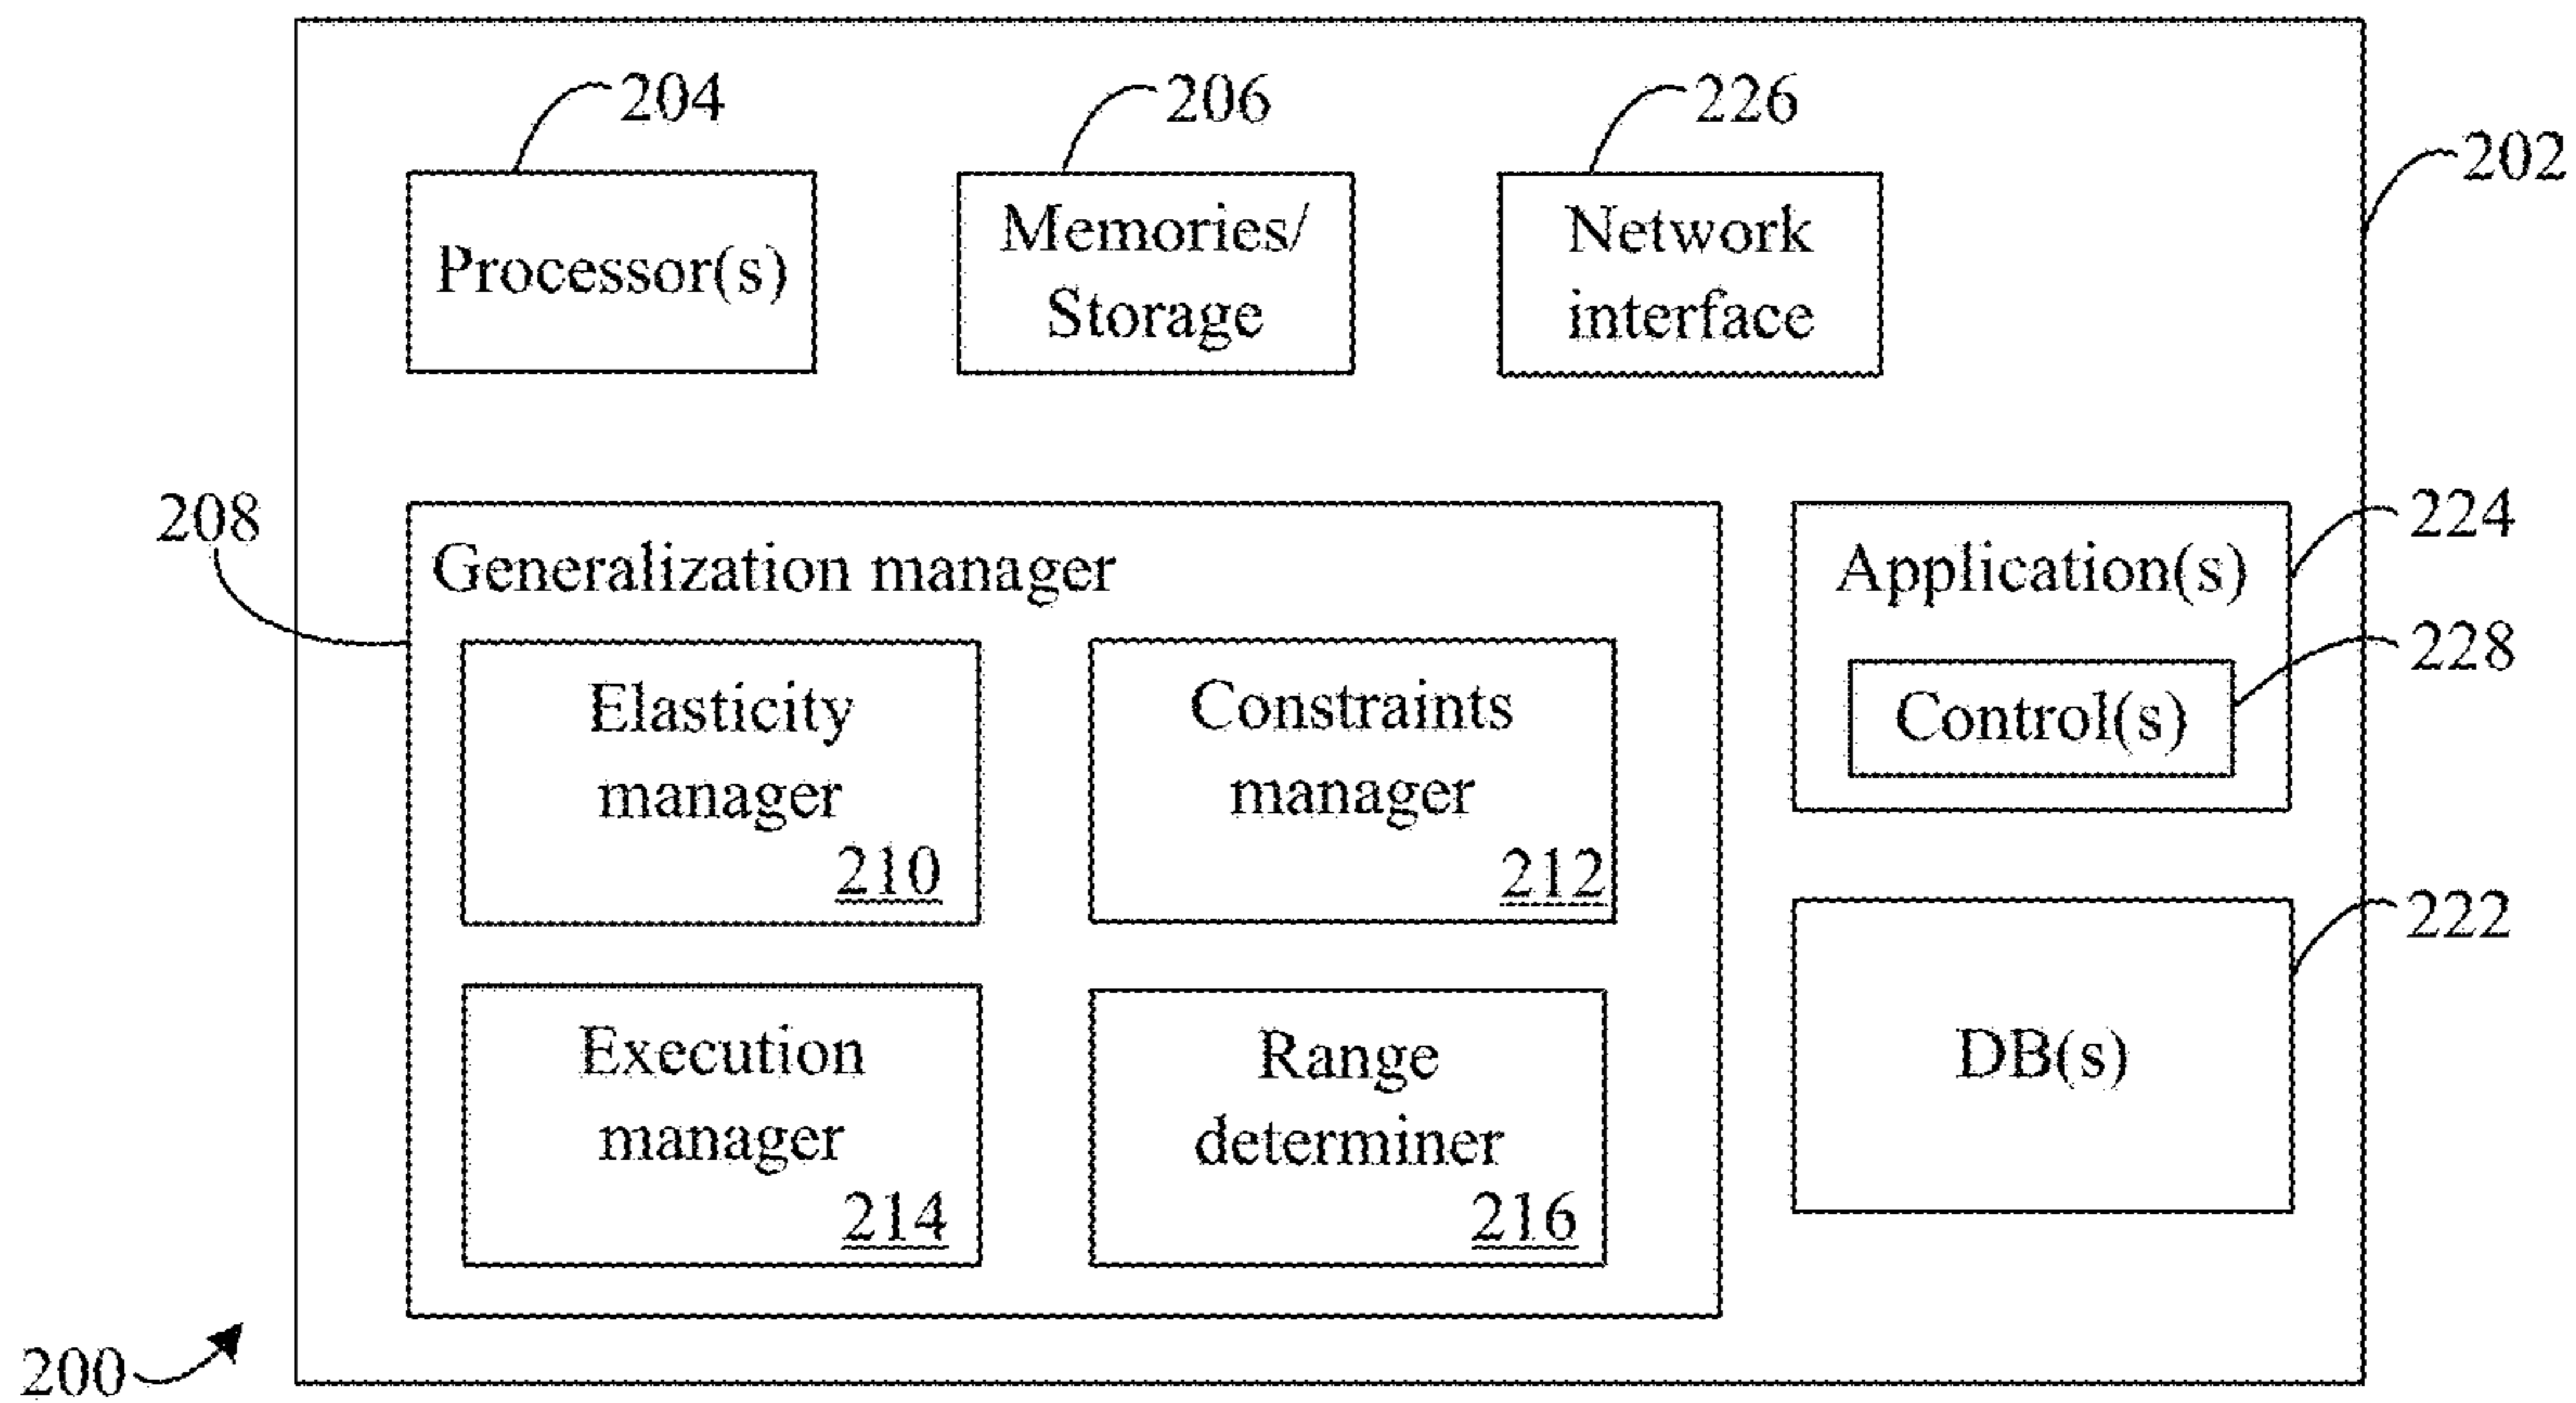 204
206
226
202
Processor(s)
Memories/
Storage
Network
interface
208
Generalization manager
Elasticity
manager
210
Constraints
manager
212
Execution
manager
214
Range
determiner
216
224
Application(s)
228
Control(s)
222
DB(s)
200